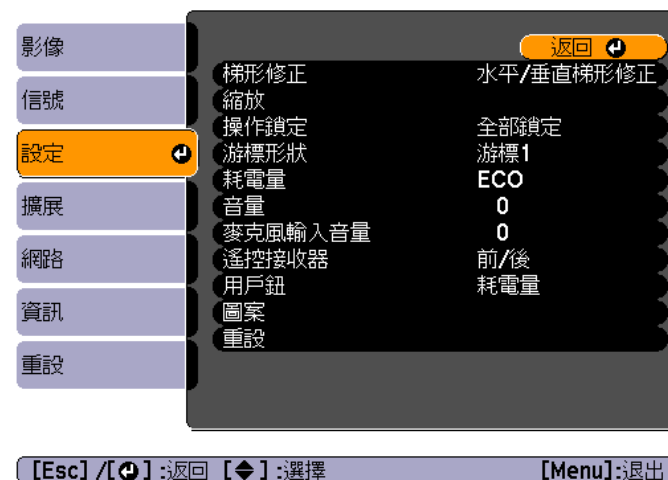 影像
信號
設定
擴展
網路
資訊
重設
返回
梯形修正 水平/垂直梯形修正
縮放
操作鎖定 全部鎖定
游標形狀 游標1
耗電量 ECO
音量 0
麥克風輸入音量 0
遙控接收器 前/後
用戶鈕 耗電量
圖案
重設
[Esc] /[⏎] :返回 [◆] :選擇 [Menu]:退出